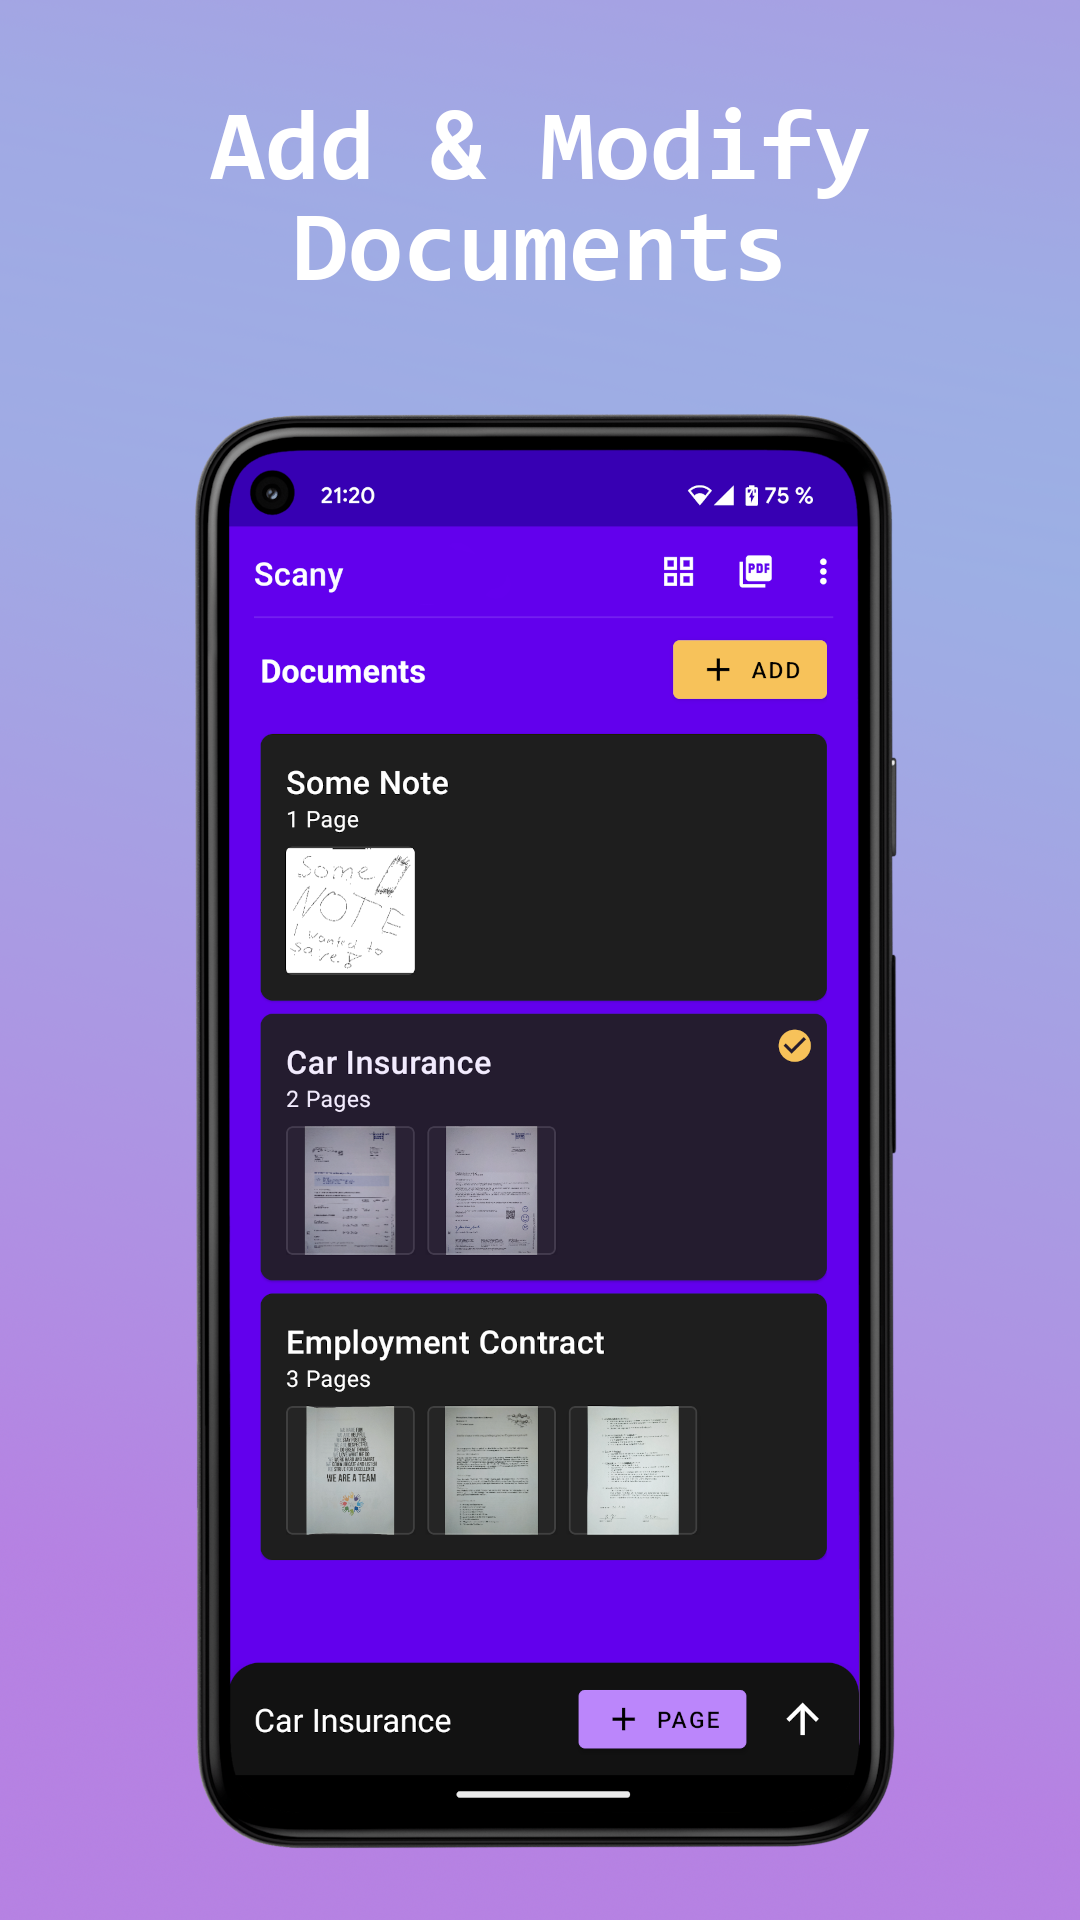 Add & Modify
Documents
21:20
75 %
Scany
PDF
Documents
+ ADD
Some Note
1 Page
Some
NOTE
I wanted to
Car Insurance
2 Pages
Employment Contract
3 Pages
WE ARE A TEAM
Car Insurance
+ PAGE